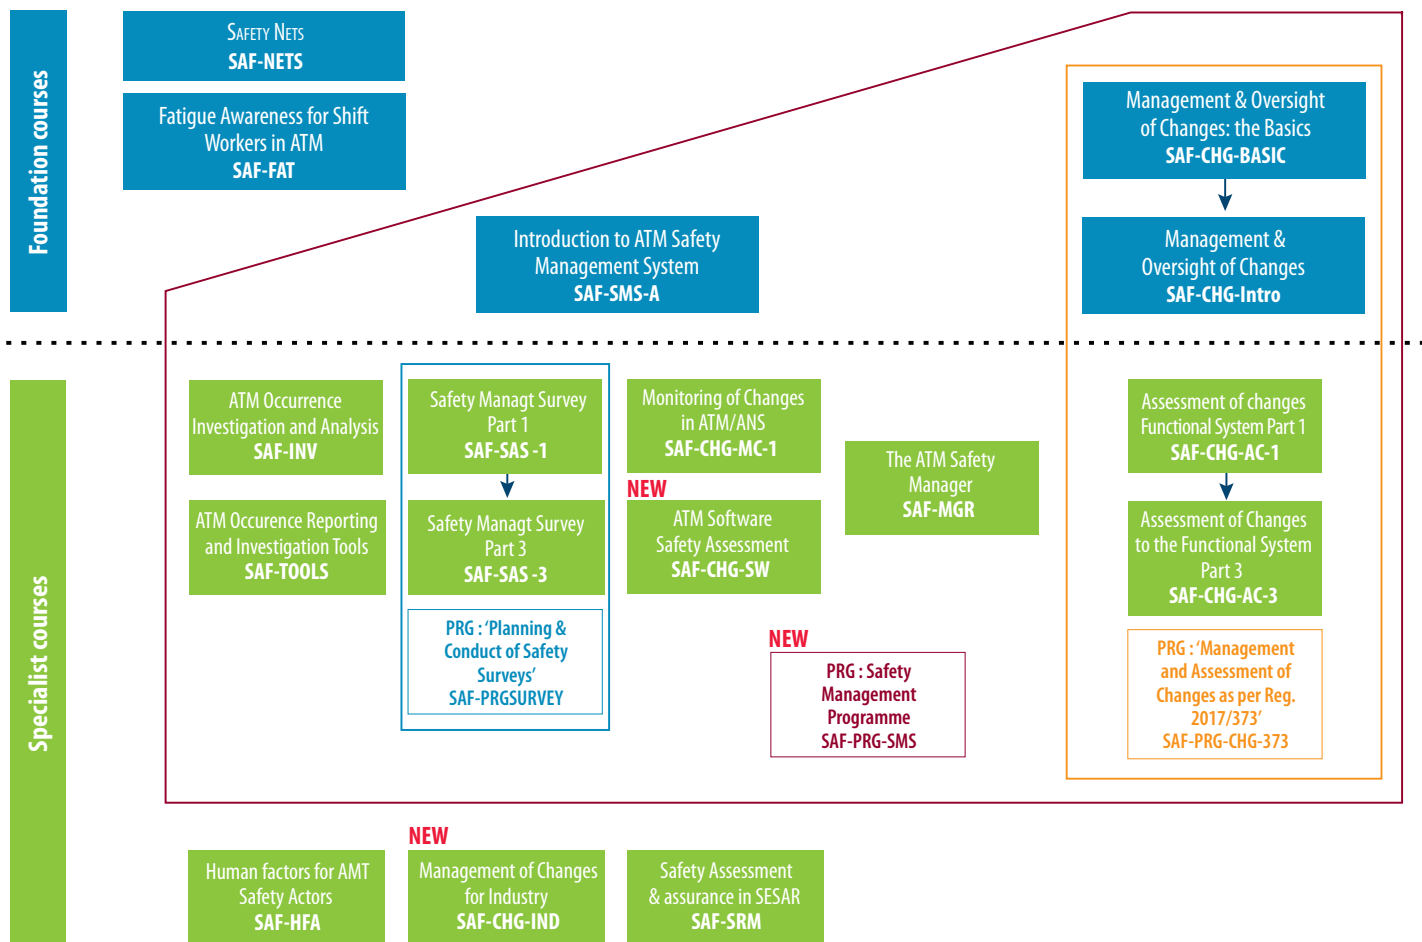 Foundation courses
Safety Nets
SAF-NETS
Fatigue Awareness for Shift
Workers in ATM
SAF-FAT
Management & Oversight
of Changes: the Basics
SAF-CHG-BASIC
Introduction to ATM Safety
Management System
SAF-SMS-A
Management &
Oversight of Changes
SAF-CHG-Intro
Specialist courses
ATM Occurrence
Investigation and Analysis
SAF-INV
ATM Occurence Reporting
and Investigation Tools
SAF-TOOLS
Safety Managt Survey
Part 1
SAF-SAS -1
Safety Managt Survey
Part 3
SAF-SAS -3
PRG : ‘Planning &
Conduct of Safety
Surveys’
SAF-PRGSURVEY
Monitoring of Changes
in ATM/ANS
SAF-CHG-MC-1
NEW
ATM Software
Safety Assessment
SAF-CHG-SW
The ATM Safety
Manager
SAF-MGR
NEW
PRG : Safety
Management
Programme
SAF-PRG-SMS
Assessment of changes
Functional System Part 1
SAF-CHG-AC-1
Assessment of Changes
to the Functional System
Part 3
SAF-CHG-AC-3
PRG : ‘Management
and Assessment of
Changes as per Reg.
2017/373’
SAF-PRG-CHG-373
Human factors for AMT
Safety Actors
SAF-HFA
NEW
Management of Changes
for Industry
SAF-CHG-IND
Safety Assessment
& assurance in SESAR
SAF-SRM